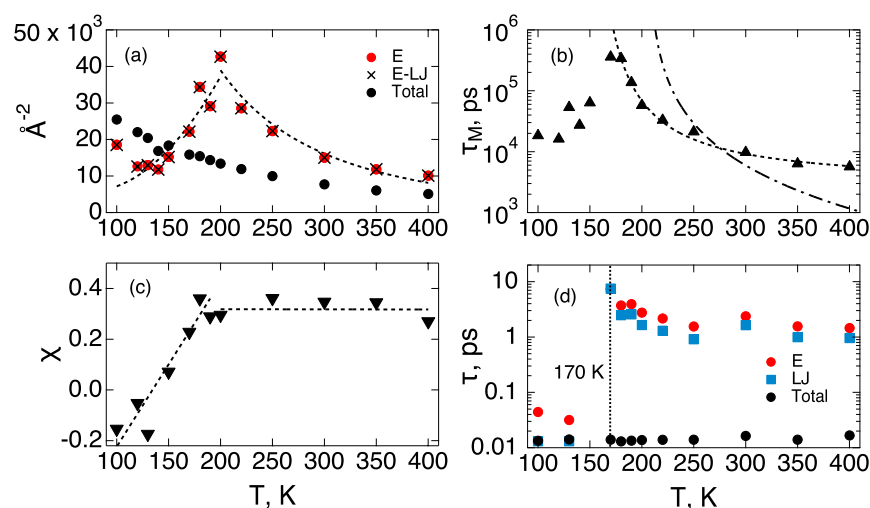 50 x 10³
40
30
20
10
0
Å⁻²
(a)
E
E-LJ
Total
100 150 200 250 300 350 400
10⁶
10⁵
10⁴
10³
τM, ps
(b)
100 150 200 250 300 350 400
0.4
0.2
0.0
-0.2
χ
(c)
100 150 200 250 300 350 400
T, K
10
1
0.1
0.01
τ, ps
(d)
170 K
E
LJ
Total
100 150 200 250 300 350 400
T, K